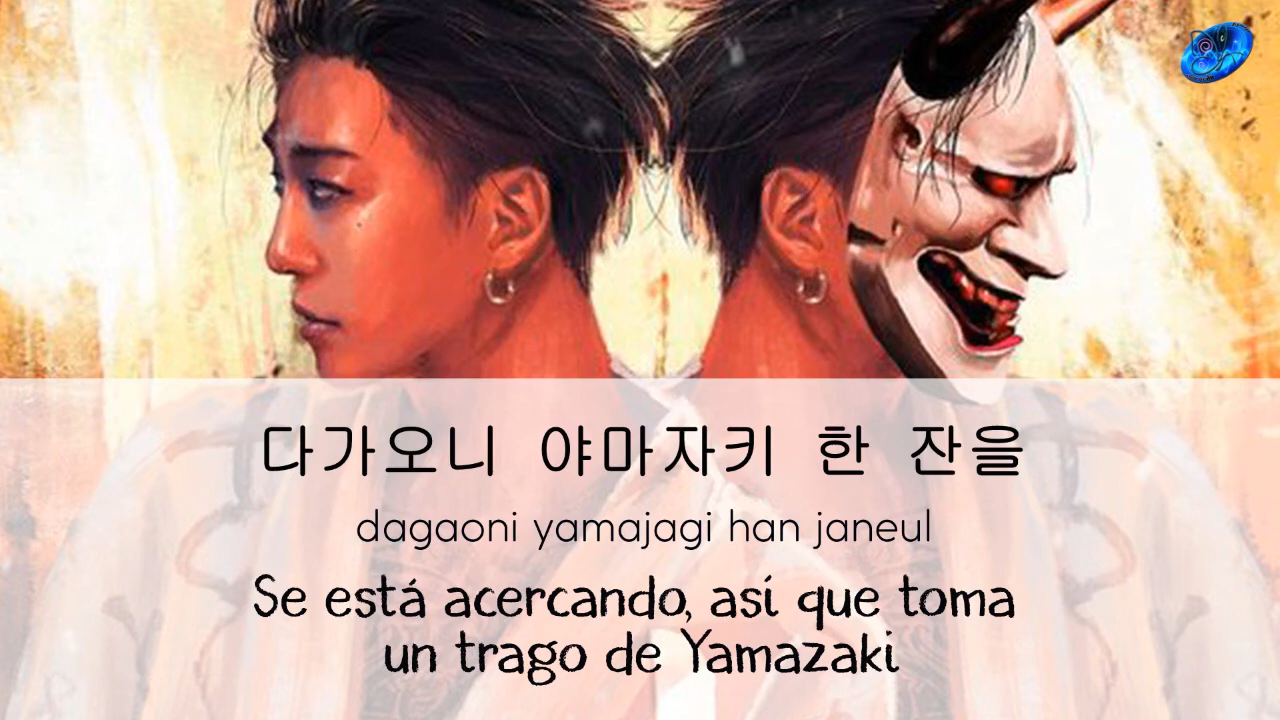 다가오니 야마자키 한 잔을
dagaoni yamajagi han janeul
Se está acercando, así que toma
un trago de Yamazaki